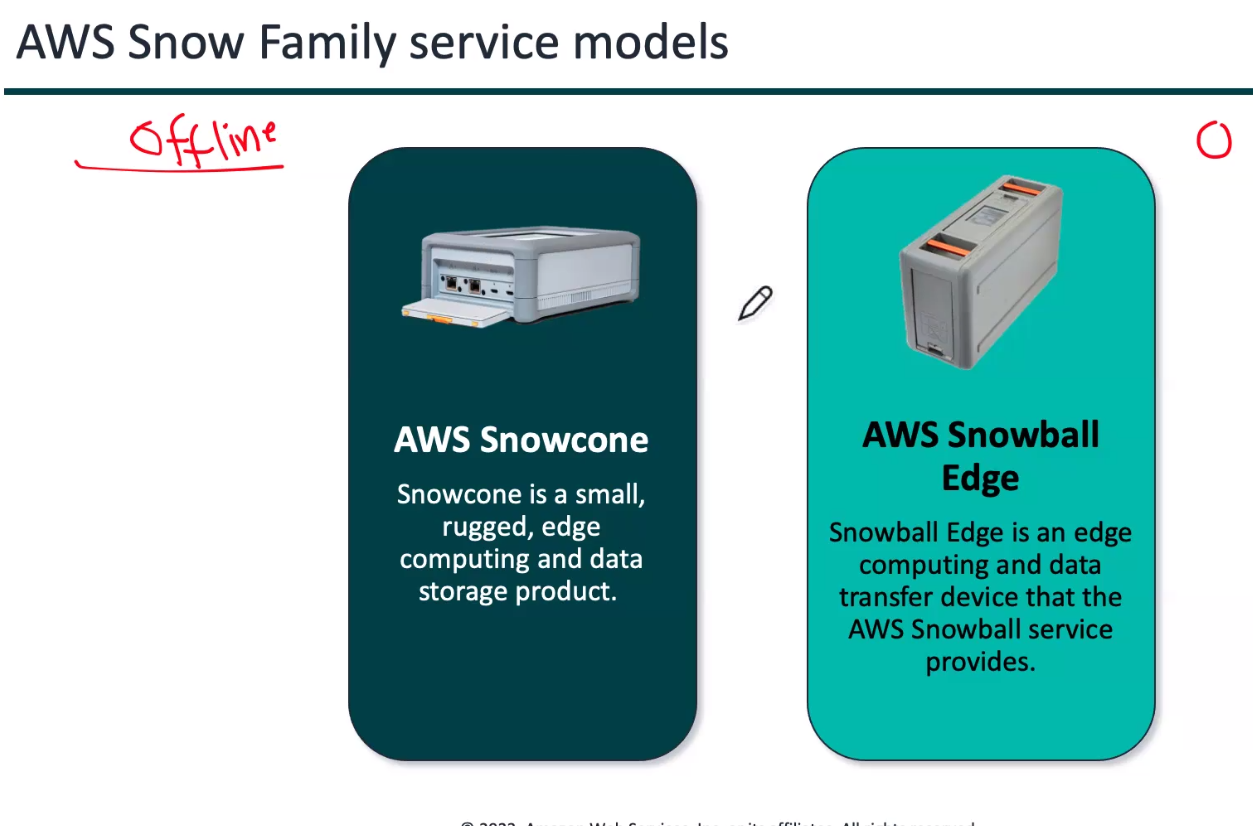 AWS Snow Family service models
Offline
O
AWS Snowcone
Snowcone is a small,
rugged, edge
computing and data
storage product.
AWS Snowball
Edge
Snowball Edge is an edge
computing and data
transfer device that the
AWS Snowball service
provides.